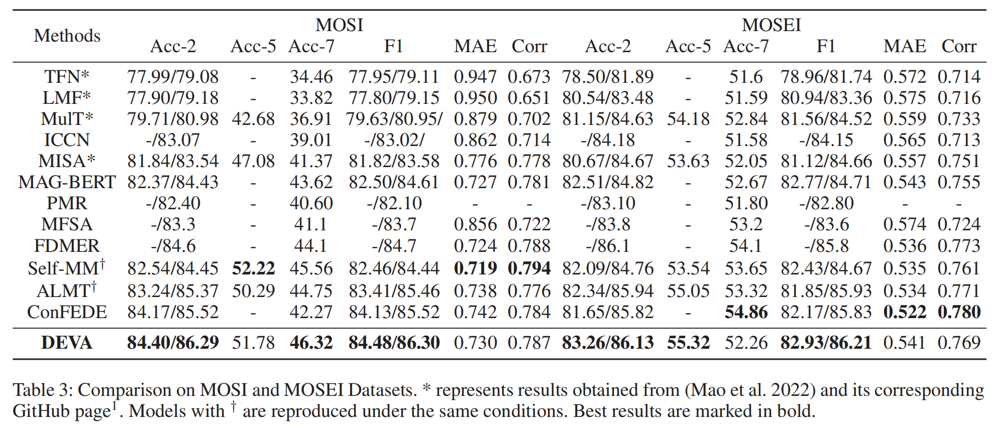 MOSI MOSEI
Methods Acc-2 Acc-5 Acc-7 F1 MAE Corr Acc-2 Acc-5 Acc-7 F1 MAE Corr
TFN* 77.99/79.08 - 34.46 77.95/79.11 0.947 0.673 78.50/81.89 - 51.6 78.96/81.74 0.572 0.714
LMF* 77.90/79.18 - 33.82 77.80/79.15 0.950 0.651 80.54/83.48 - 51.59 80.94/83.36 0.575 0.716
MulT* 79.71/80.98 42.68 36.91 79.63/80.95/ 0.879 0.702 81.15/84.63 54.18 52.84 81.56/84.52 0.559 0.733
ICCN -/83.07 - 39.01 -/83.02/ 0.862 0.714 -/84.18 - 51.58 -/84.15 0.565 0.713
MISA* 81.84/83.54 47.08 41.37 81.82/83.58 0.776 0.778 80.67/84.67 53.63 52.05 81.12/84.66 0.557 0.751
MAG-BERT 82.37/84.43 - 43.62 82.50/84.61 0.727 0.781 82.51/84.82 - 52.67 82.77/84.71 0.543 0.755
PMR -/82.40 - 40.60 -/82.10 - - -/83.10 - 51.80 -/82.80 - -
MFSA -/83.3 - 41.1 -/83.7 0.856 0.722 -/83.8 - 53.2 -/83.6 0.574 0.724
FDMER -/84.6 - 44.1 -/84.7 0.724 0.788 -/86.1 - 54.1 -/85.8 0.536 0.773
Self-MM† 82.54/84.45 52.22 45.56 82.46/84.44 0.719 0.794 82.09/84.76 53.54 53.65 82.43/84.67 0.535 0.761
ALMT† 83.24/85.37 50.29 44.75 83.41/85.46 0.738 0.776 82.34/85.94 55.05 53.32 81.85/85.93 0.534 0.771
ConFEDE 84.17/85.52 - 42.27 84.13/85.52 0.742 0.784 81.65/85.82 - 54.86 82.17/85.83 0.522 0.780
DEVA 84.40/86.29 51.78 46.32 84.48/86.30 0.730 0.787 83.26/86.13 55.32 52.26 82.93/86.21 0.541 0.769
Table 3: Comparison on MOSI and MOSEI Datasets. * represents results obtained from (Mao et al. 2022) and its corresponding
GitHub page¹. Models with † are reproduced under the same conditions. Best results are marked in bold.